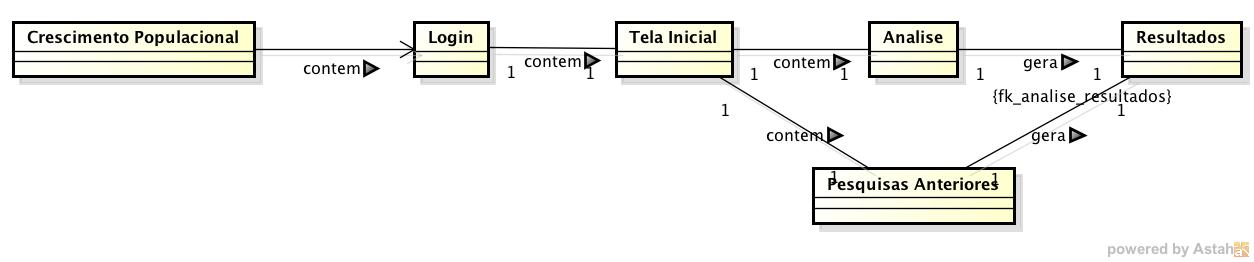 Crescimento Populacional
contem
Login
1
contem
1
Tela Inicial
1
contem
1
Analise
1
gera
1
Resultados
{fk_analise_resultados}
1
1
contem
gera
1
1
Pesquisas Anteriores
powered by Astah